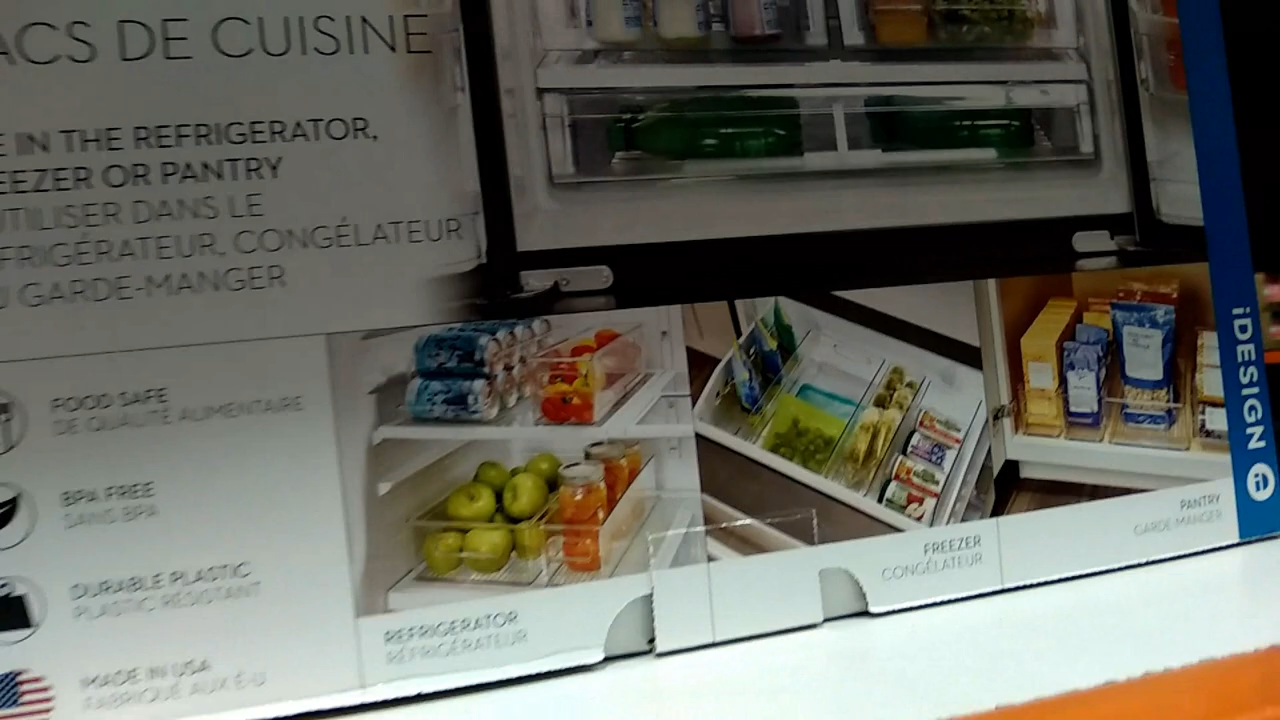 ACS DE CUISINE
E IN THE REFRIGERATOR,
EEZER OR PANTRY
UTILISER DANS LE
FRIGÉRATEUR, CONGÉLATEUR
U GARDE-MANGER
FOOD SAFE
DE QUALITÉ ALIMENTAIRE
BPA FREE
SANS BPA
DURABLE PLASTIC
PLASTIC RÉSISTANT
MADE IN USA
FABRIQUÉ AUX É-U
REFRIGERATOR
RÉFRIGÉRATEUR
FREEZER
CONGÉLATEUR
PANTRY
GARDE-MANGER
iDESIGN